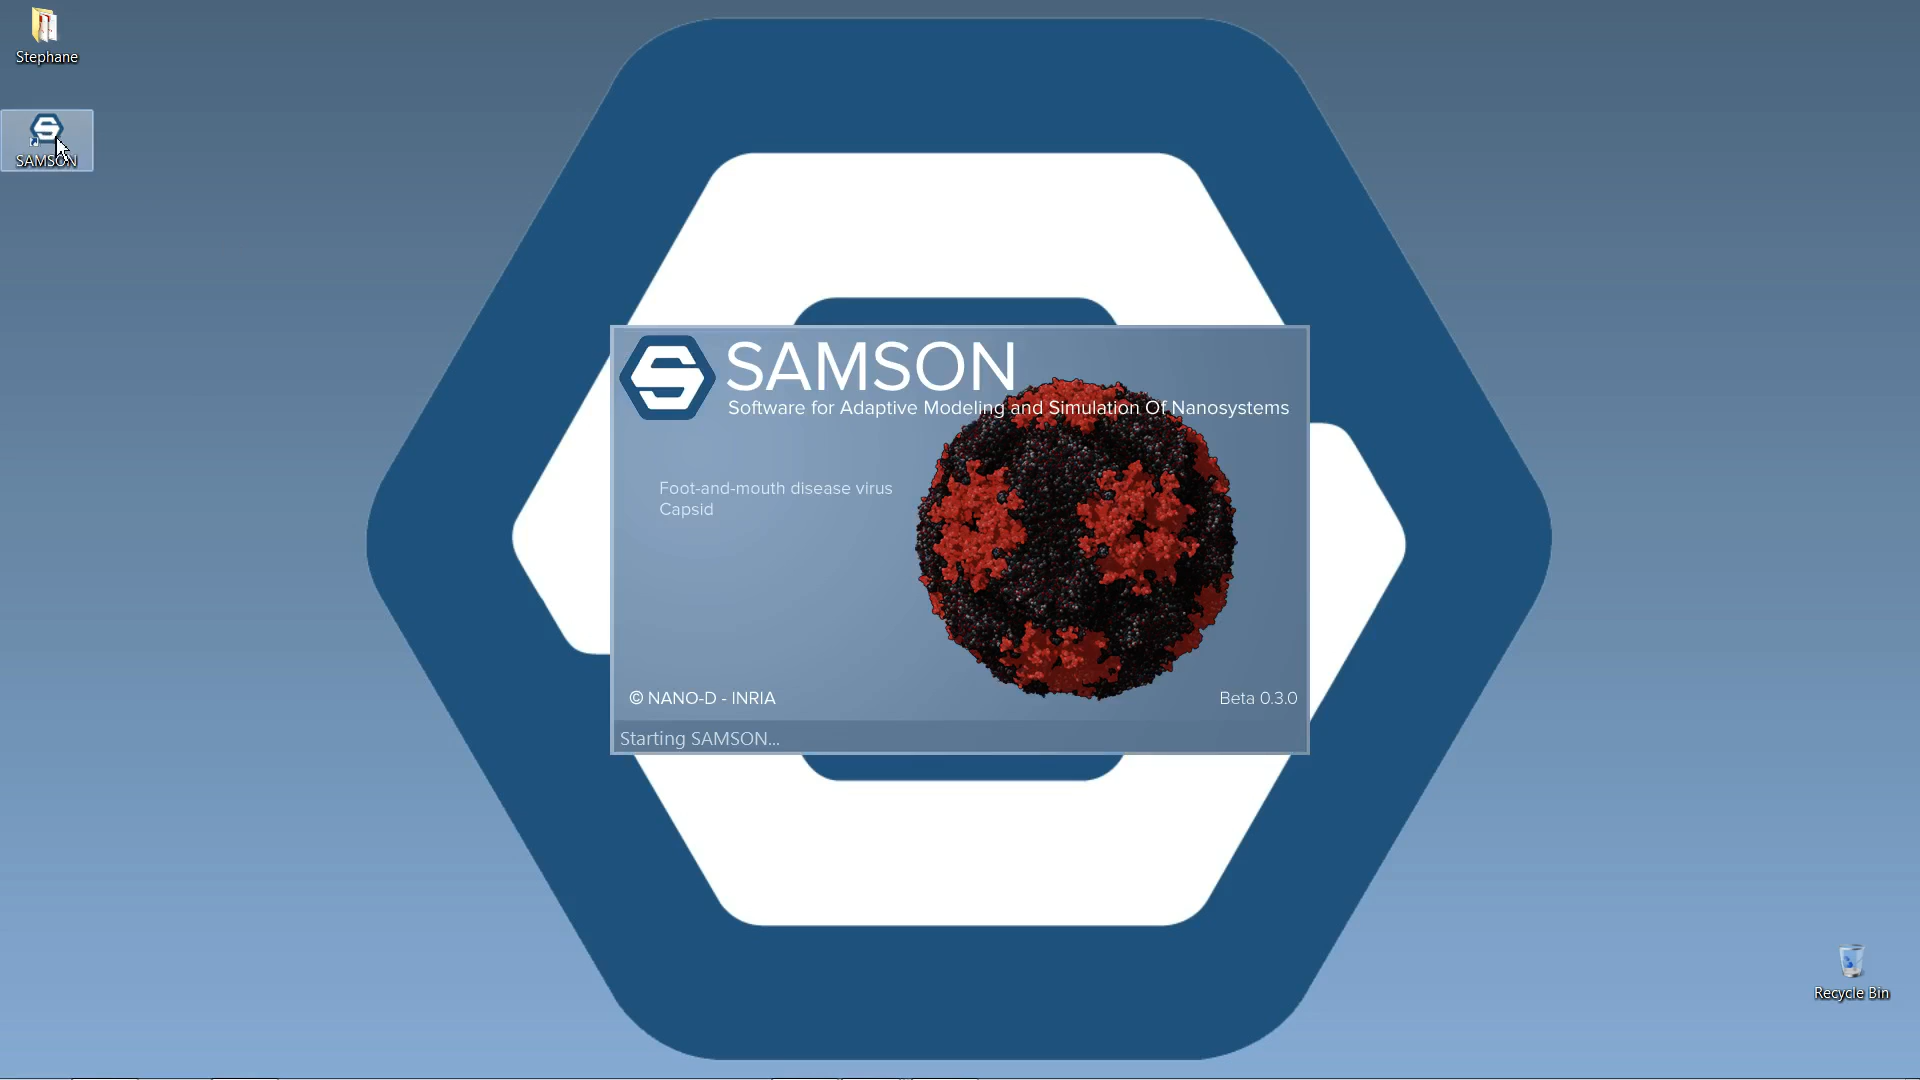 Stephane
SAMSON
SAMSON
Software for Adaptive Modeling and Simulation Of Nanosystems
Foot-and-mouth disease virus
Capsid
© NANO-D - INRIA
Beta 0.3.0
Starting SAMSON...
Recycle Bin